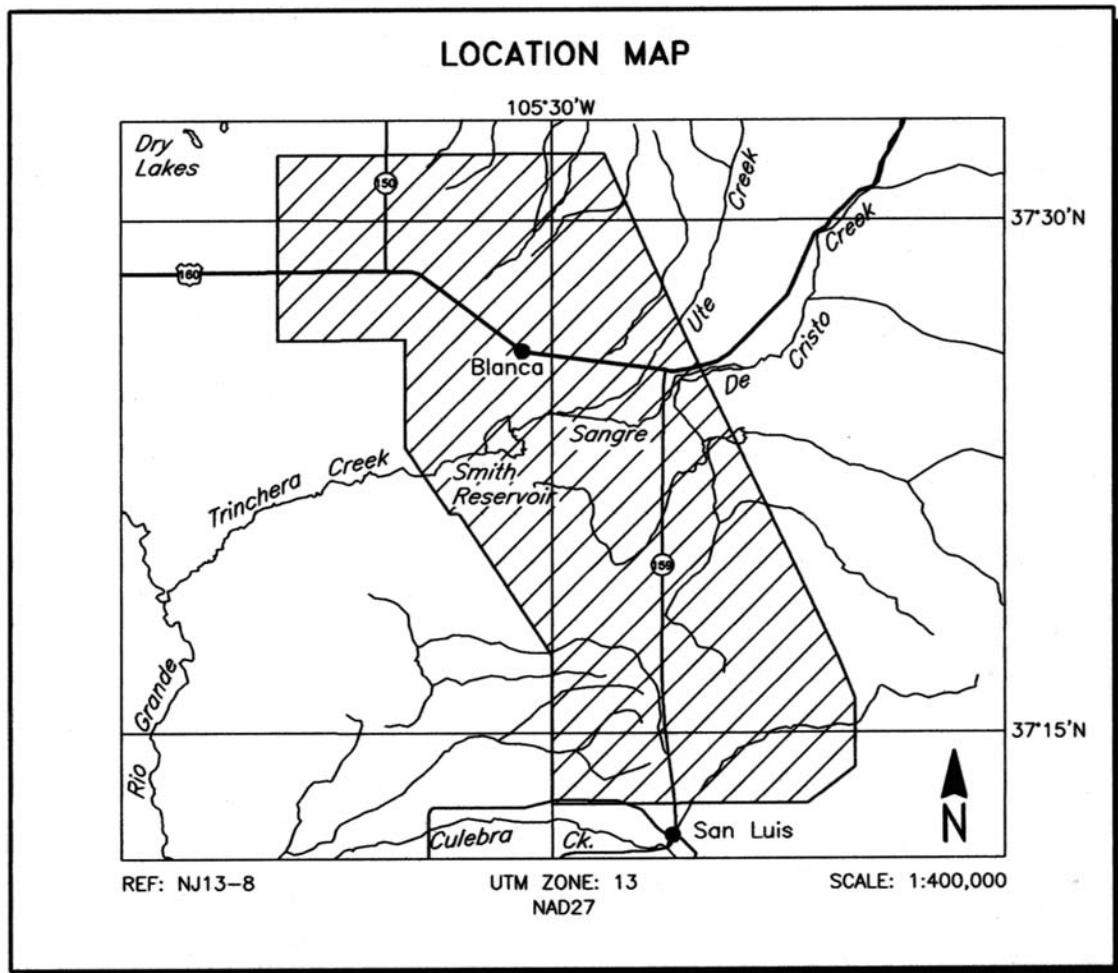 LOCATION MAP
105°30'W
Dry
Lakes
150
Creek
Creek
37°30'N
160
Ute
Cristo
Blanca
De
Sangre
Trinchera Creek
Smith
Reservoir
159
Rio Grande
37°15'N
N
San Luis
Culebra Ck.
REF: NJ13-8
UTM ZONE: 13
SCALE: 1:400,000
NAD27